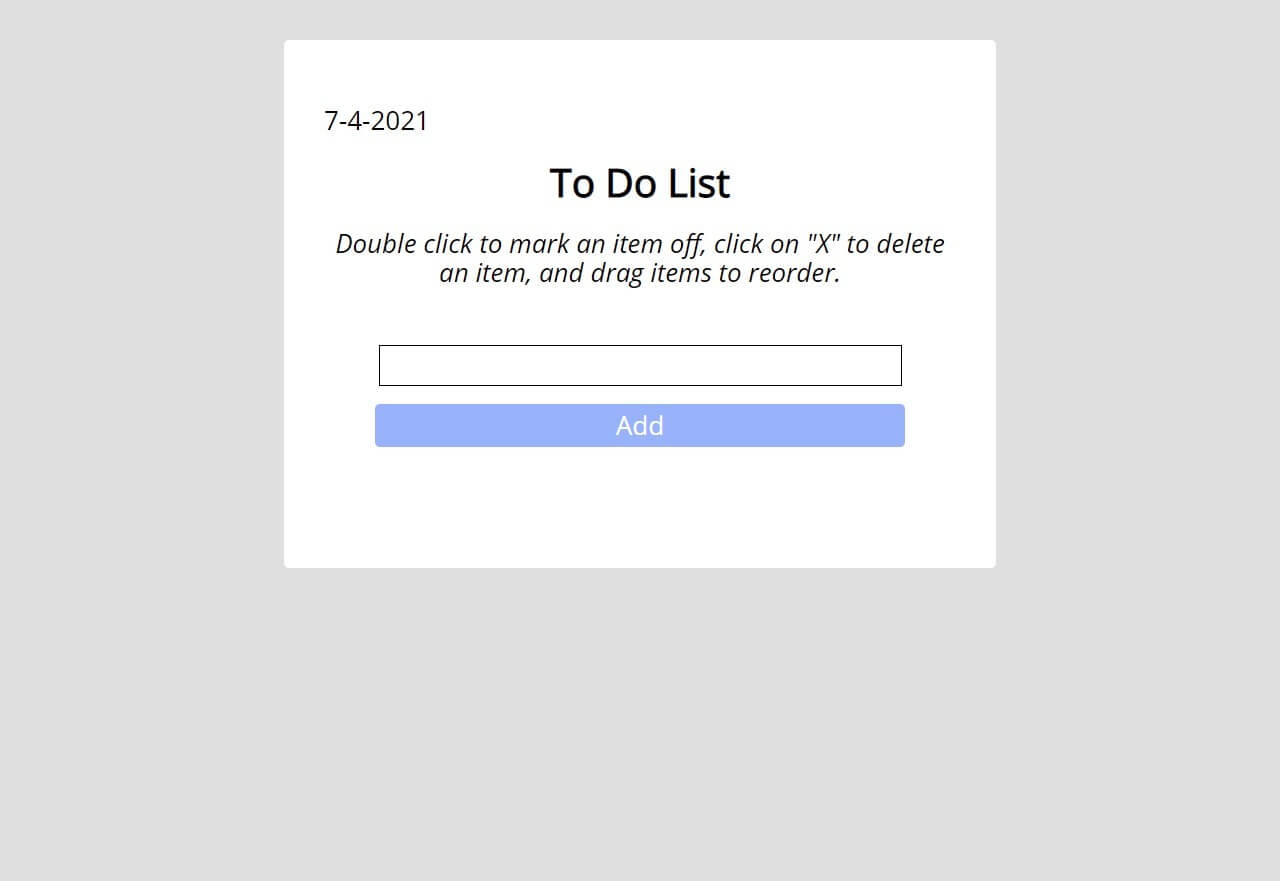 7-4-2021
To Do List
Double click to mark an item off, click on "X" to delete
an item, and drag items to reorder.
Add